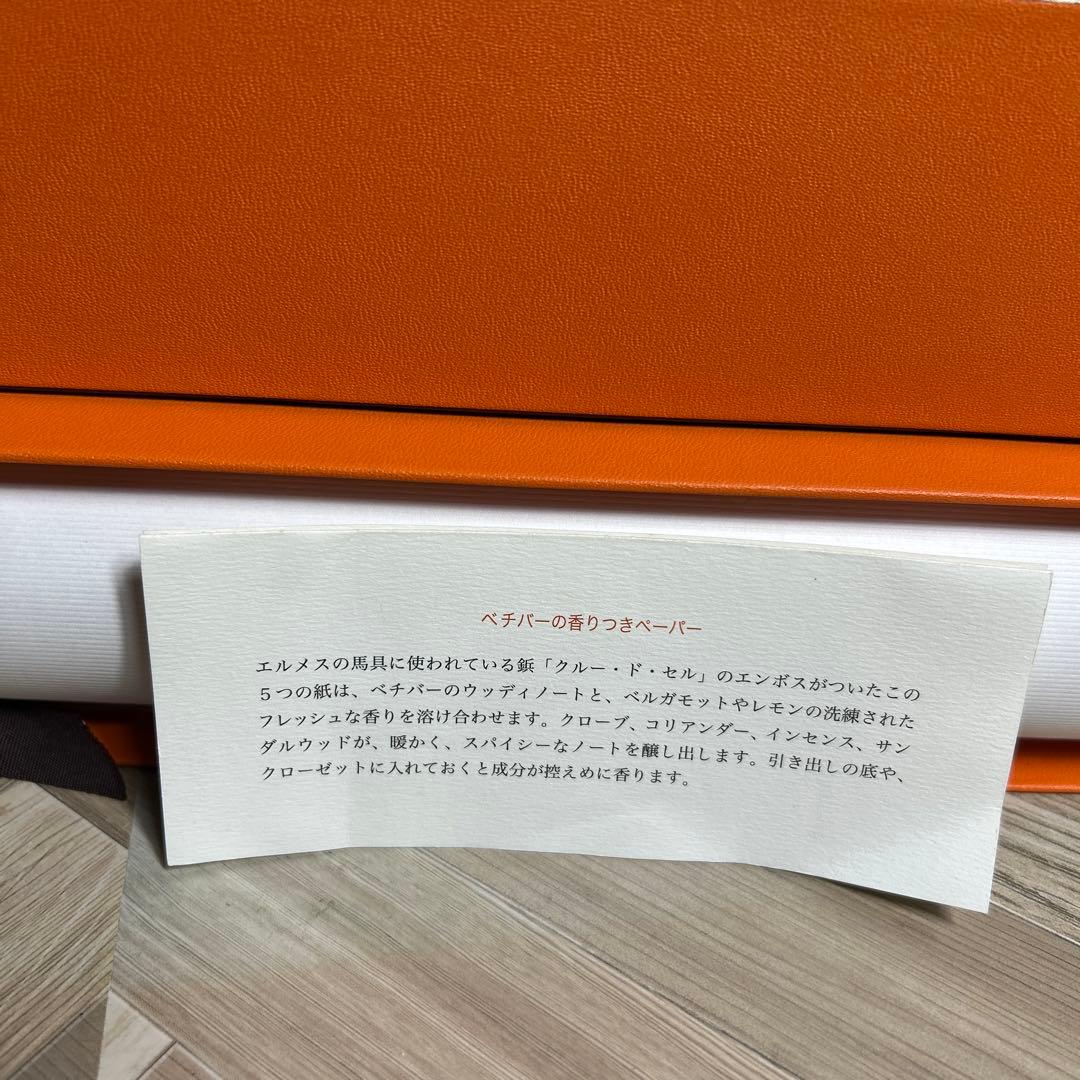 ベチバーの香りつきペーパー
エルメスの馬具に使われている鋲「クルー・ド・セル」のエンボスがついたこの
5つの紙は、ベチバーのウッディノートと、ベルガモットやレモンの洗練された
フレッシュな香りを溶け合わせます。クローブ、コリアンダー、インセンス、サン
ダルウッドが、暖かく、スパイシーなノートを醸し出します。引き出しの底や、
クローゼットに入れておくと成分が控えめに香ります。